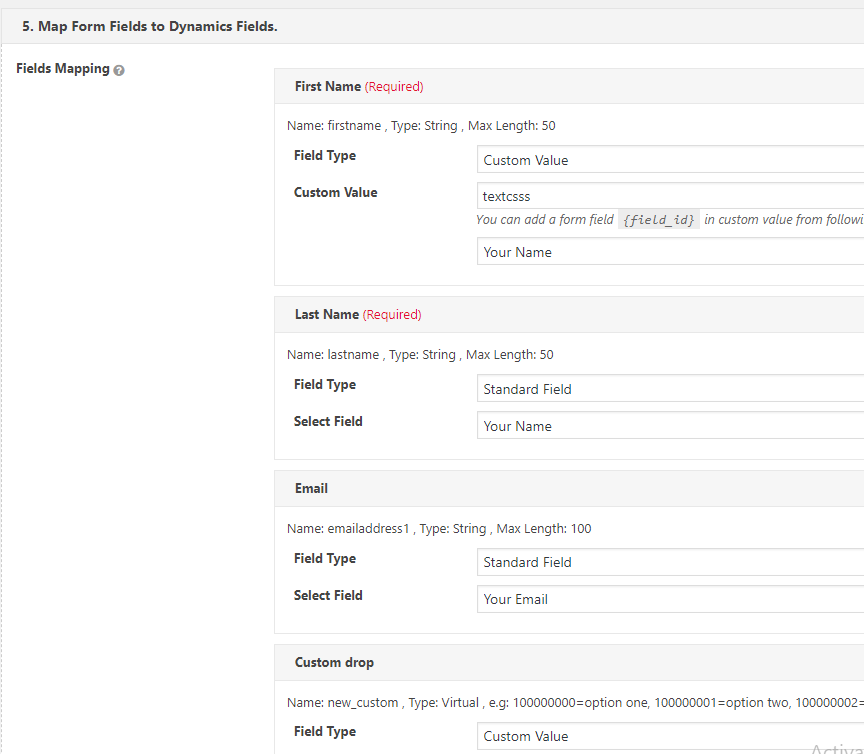 5. Map Form Fields to Dynamics Fields.
Fields Mapping ?
First Name (Required)
Name: firstname , Type: String , Max Length: 50
Field Type
Custom Value
Custom Value
textcsss
You can add a form field {field_id} in custom value from followi
Your Name
Last Name (Required)
Name: lastname , Type: String , Max Length: 50
Field Type
Standard Field
Select Field
Your Name
Email
Name: emailaddress1 , Type: String , Max Length: 100
Field Type
Standard Field
Select Field
Your Email
Custom drop
Name: new_custom , Type: Virtual , e.g: 100000000=option one, 100000001=option two, 100000002=
Field Type
Custom Value
Activa